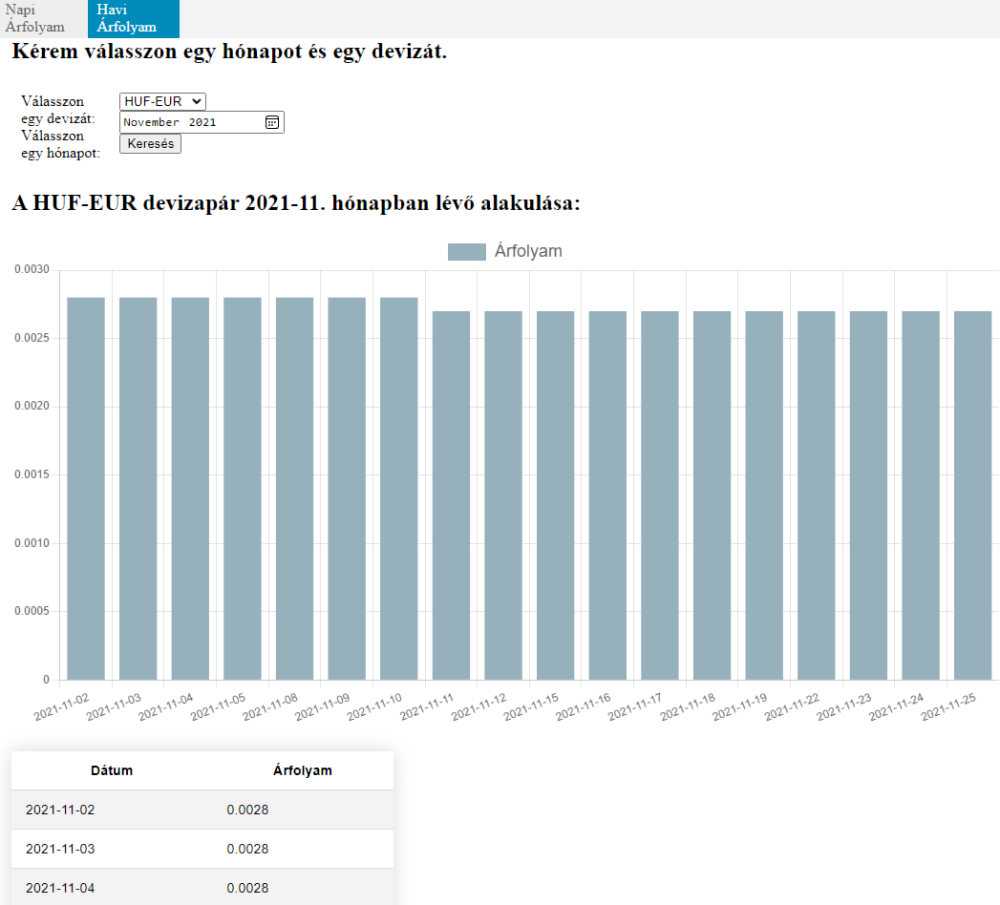 Napi
Árfolyam
Havi
Árfolyam
Kérem válasszon egy hónapot és egy devizát.
Válasszon
egy devizát:
HUF-EUR
Válasszon
egy hónapot:
November 2021
Keresés
A HUF-EUR devizapár 2021-11. hónapban lévő alakulása:
Árfolyam
0.0030
0.0025
0.0020
0.0015
0.0010
0.0005
0
2021-11-02
2021-11-03
2021-11-04
2021-11-05
2021-11-08
2021-11-09
2021-11-10
2021-11-11
2021-11-12
2021-11-15
2021-11-16
2021-11-17
2021-11-18
2021-11-19
2021-11-22
2021-11-23
2021-11-24
2021-11-25
Dátum Árfolyam
2021-11-02 0.0028
2021-11-03 0.0028
2021-11-04 0.0028